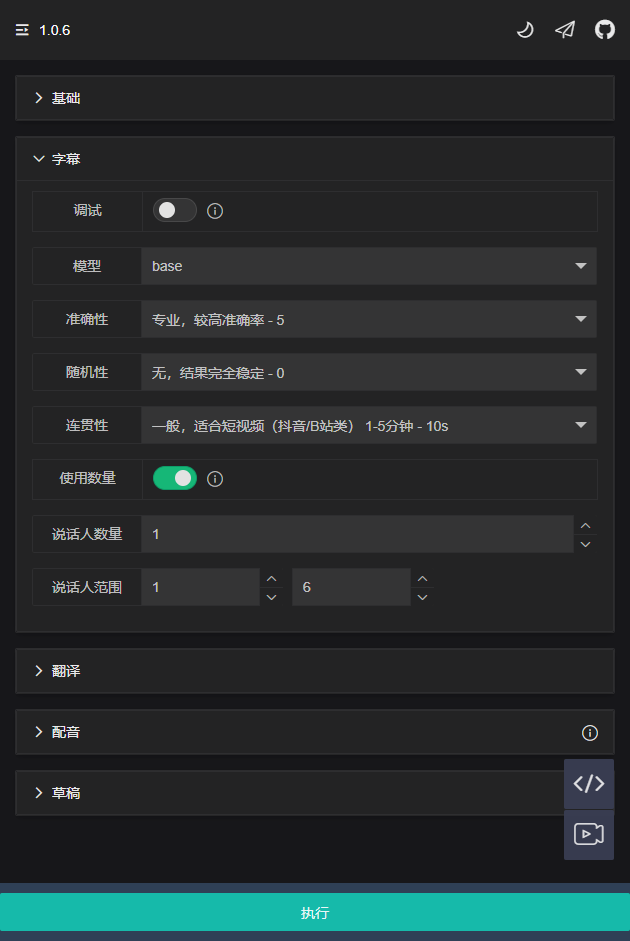 1.0.6
基础
字幕
调试
模型 base
准确性 专业，较高准确率 - 5
随机性 无，结果完全稳定 - 0
连贯性 一般，适合短视频（抖音/B站类） 1-5分钟 - 10s
使用数量
说话人数量 1
说话人范围 1 6
翻译
配音
草稿
执行